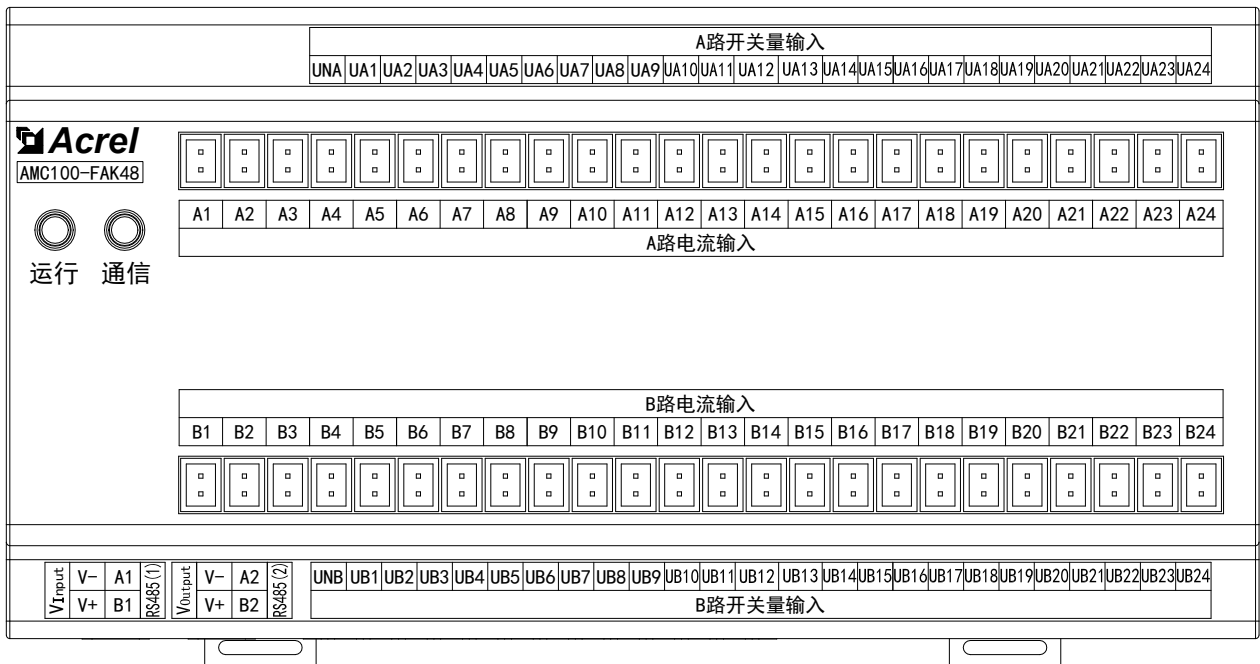 A路开关量输入
UNA UA1 UA2 UA3 UA4 UA5 UA6 UA7 UA8 UA9 UA10 UA11 UA12 UA13 UA14 UA15 UA16 UA17 UA18 UA19 UA20 UA21 UA22 UA23 UA24
Acrel
AMC100-FAK48
运行 通信
A1 A2 A3 A4 A5 A6 A7 A8 A9 A10 A11 A12 A13 A14 A15 A16 A17 A18 A19 A20 A21 A22 A23 A24
A路电流输入
B路电流输入
B1 B2 B3 B4 B5 B6 B7 B8 B9 B10 B11 B12 B13 B14 B15 B16 B17 B18 B19 B20 B21 B22 B23 B24
VInput
V- A1
V+ B1
RS485(1)
VOutput
V- A2
V+ B2
RS485(2)
UNB UB1 UB2 UB3 UB4 UB5 UB6 UB7 UB8 UB9 UB10 UB11 UB12 UB13 UB14 UB15 UB16 UB17 UB18 UB19 UB20 UB21 UB22 UB23 UB24
B路开关量输入